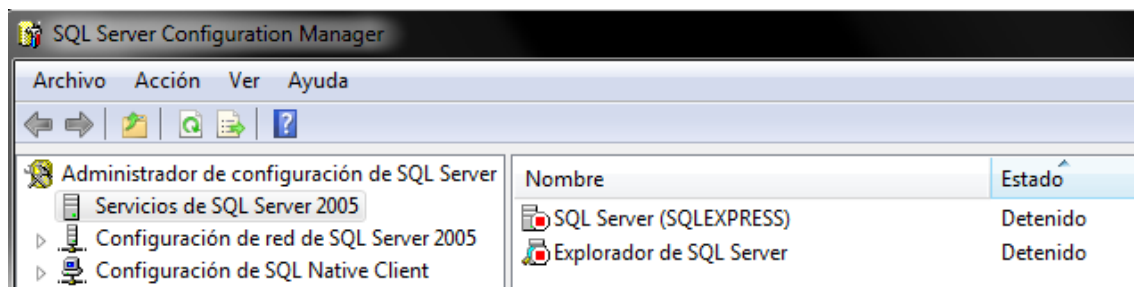 SQL Server Configuration Manager
Archivo Acción Ver Ayuda
Administrador de configuración de SQL Server
Servicios de SQL Server 2005
Configuración de red de SQL Server 2005
Configuración de SQL Native Client
Nombre Estado
SQL Server (SQLEXPRESS) Detenido
Explorador de SQL Server Detenido